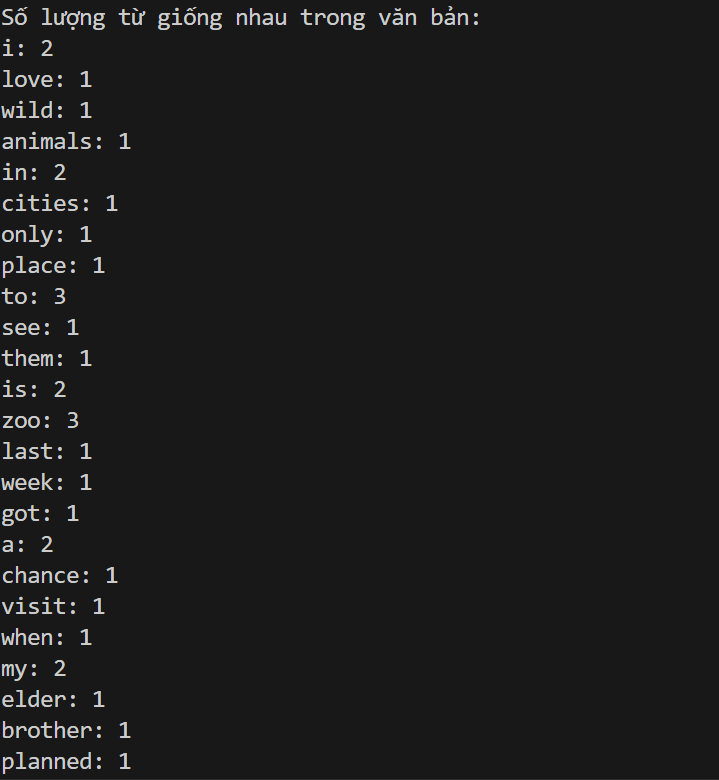 Số lượng từ giống nhau trong văn bản:
i: 2
love: 1
wild: 1
animals: 1
in: 2
cities: 1
only: 1
place: 1
to: 3
see: 1
them: 1
is: 2
zoo: 3
last: 1
week: 1
got: 1
a: 2
chance: 1
visit: 1
when: 1
my: 2
elder: 1
brother: 1
planned: 1